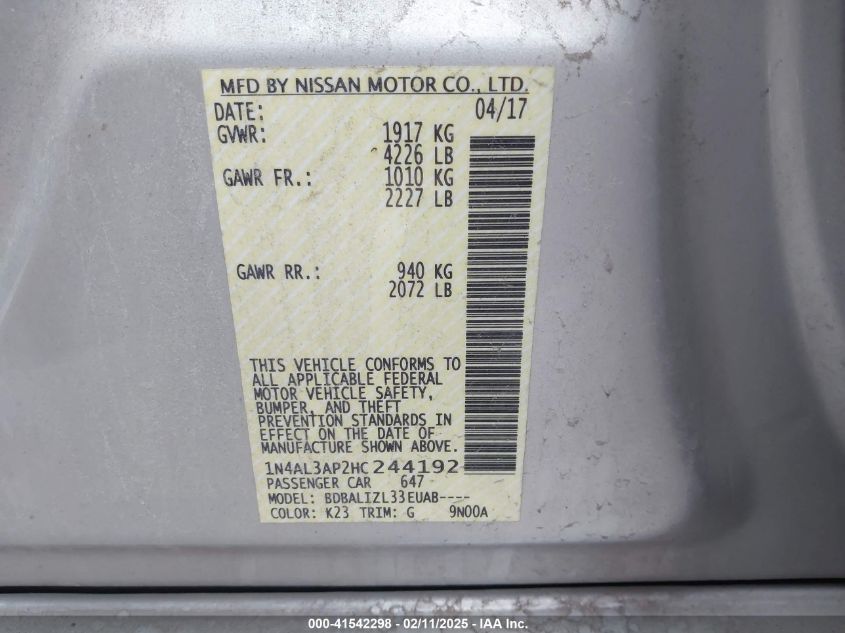 MFD BY NISSAN MOTOR CO., LTD.
DATE: 04/17
GVWR: 1917 KG
4226 LB
GAWR FR.: 1010 KG
2227 LB
GAWR RR.: 940 KG
2072 LB
THIS VEHICLE CONFORMS TO
ALL APPLICABLE FEDERAL
MOTOR VEHICLE SAFETY,
BUMPER, AND THEFT
PREVENTION STANDARDS IN
EFFECT ON THE DATE OF
MANUFACTURE SHOWN ABOVE.
1N4AL3AP2HC244192
PASSENGER CAR 647
MODEL: BDBALIZL33EUAB----
COLOR: K23 TRIM: G 9N00A
000-41542298 - 02/11/2025 - IAA Inc.